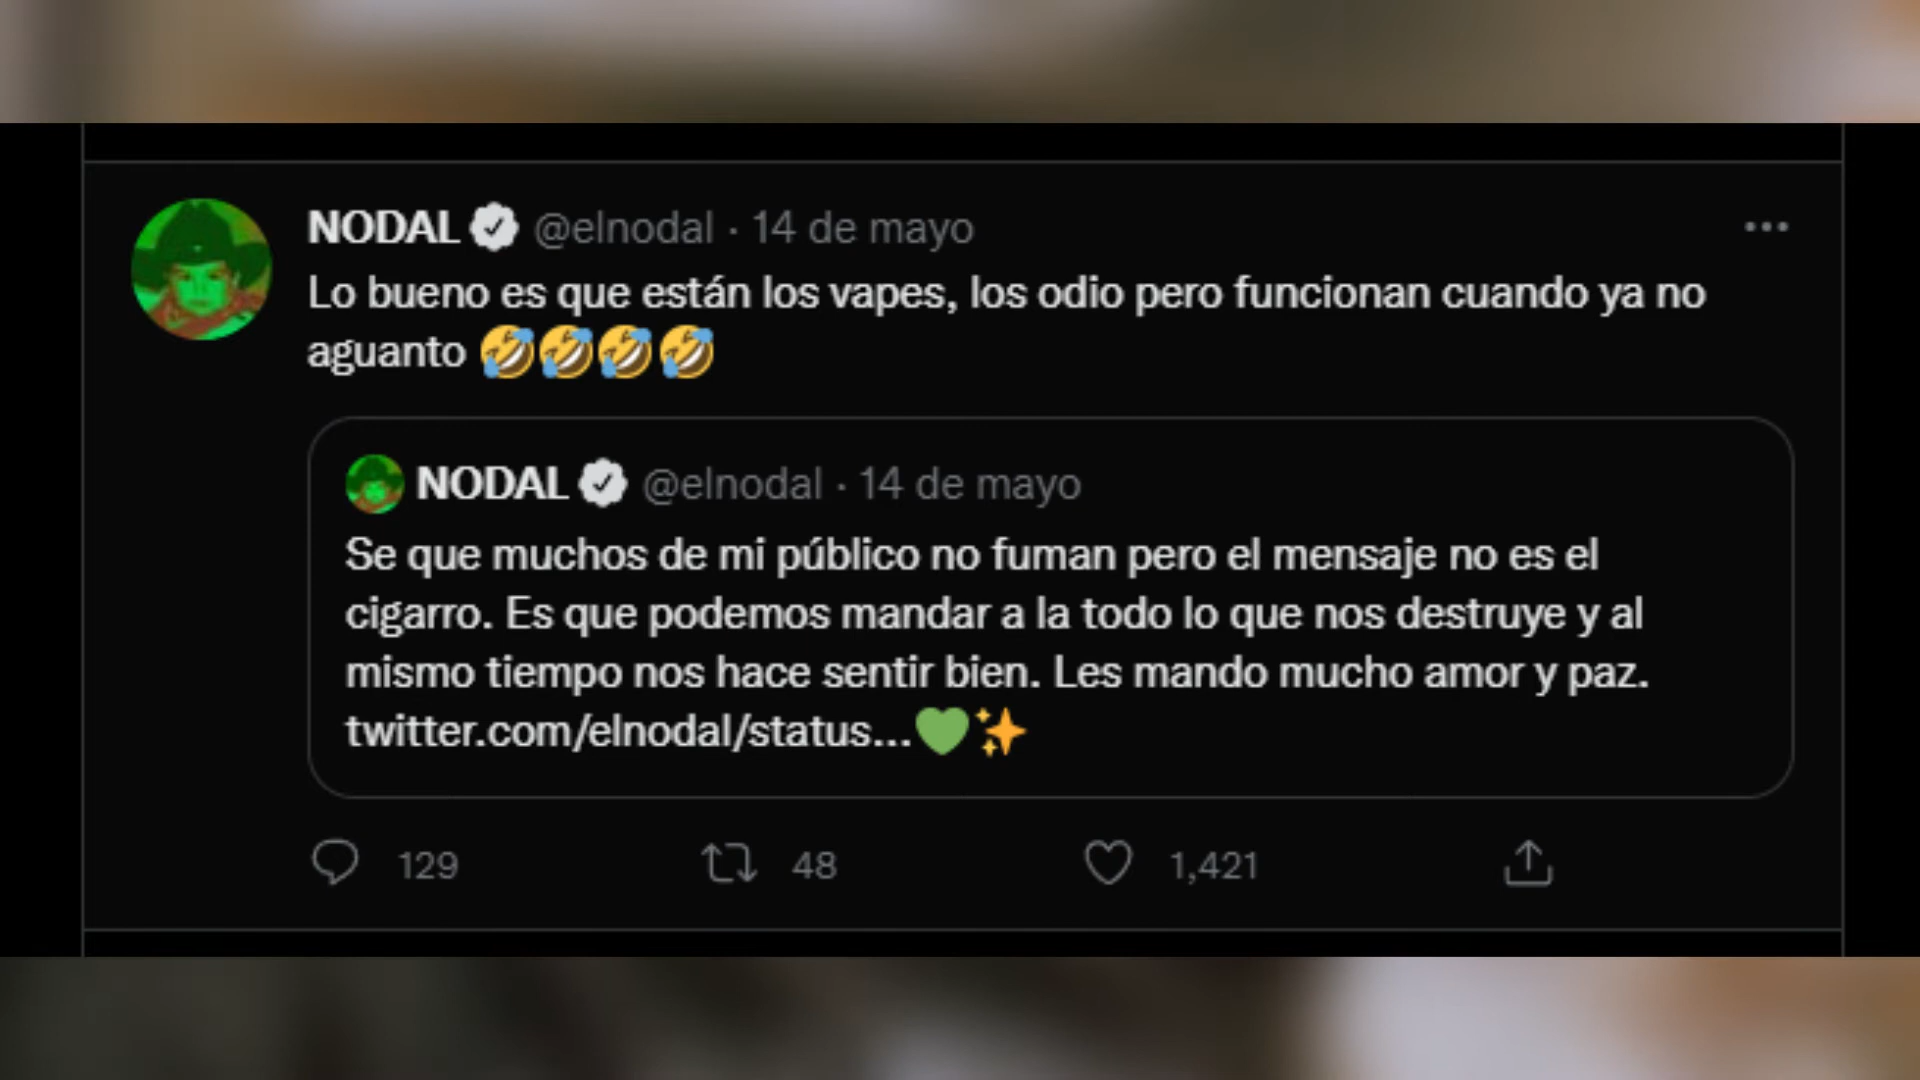 NODAL @elnodal · 14 de mayo
Lo bueno es que están los vapes, los odio pero funcionan cuando ya no
aguanto 🤣🤣🤣🤣
NODAL @elnodal · 14 de mayo
Se que muchos de mi público no fuman pero el mensaje no es el
cigarro. Es que podemos mandar a la todo lo que nos destruye y al
mismo tiempo nos hace sentir bien. Les mando mucho amor y paz.
twitter.com/elnodal/status...💚✨
129 48 1,421